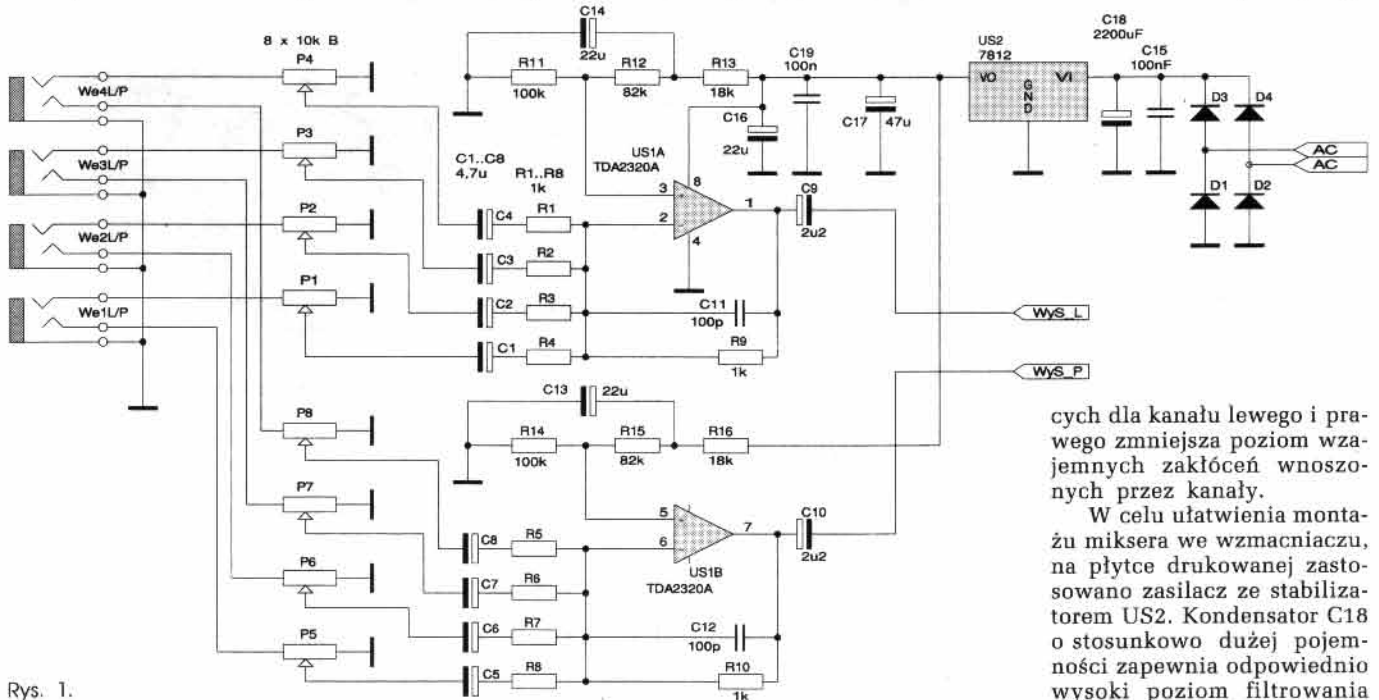 C14
22u
8 x 10k B
P4
We4L/P
P3
We3L/P
P2
We2L/P
P1
We1L/P
R11
100k
R12
82k
R13
18k
C19
100n
C16
22u
C17
47u
US2
7812
VO
VI
GND
C18
2200uF
C15
100nF
D3
D4
D1
D2
AC
AC
US1A
TDA2320A
3
2
8
4
1
C9
2u2
C1..C8
4,7u
R1..R8
1k
C4
R1
C3
R2
C2
R3
C1
R4
C11
100p
R9
1k
WyS_L
WyS_P
C13
22u
R14
100k
R15
82k
R16
18k
P8
P7
P6
P5
C8
R5
C7
R6
C6
R7
C5
R8
5
6
7
US1B
TDA2320A
C10
2u2
C12
100p
R10
1k
Rys. 1.
cych dla kanału lewego i pra-
wego zmniejsza poziom wza-
jemnych zakłóceń wnoszo-
nych przez kanały.
W celu ułatwienia monta-
żu miksera we wzmacniaczu,
na płytce drukowanej zasto-
sowano zasilacz ze stabiliza-
torem US2. Kondensator C18
o stosunkowo dużej pojem-
ności zapewnia odpowiednio
wysoki poziom filtrowania